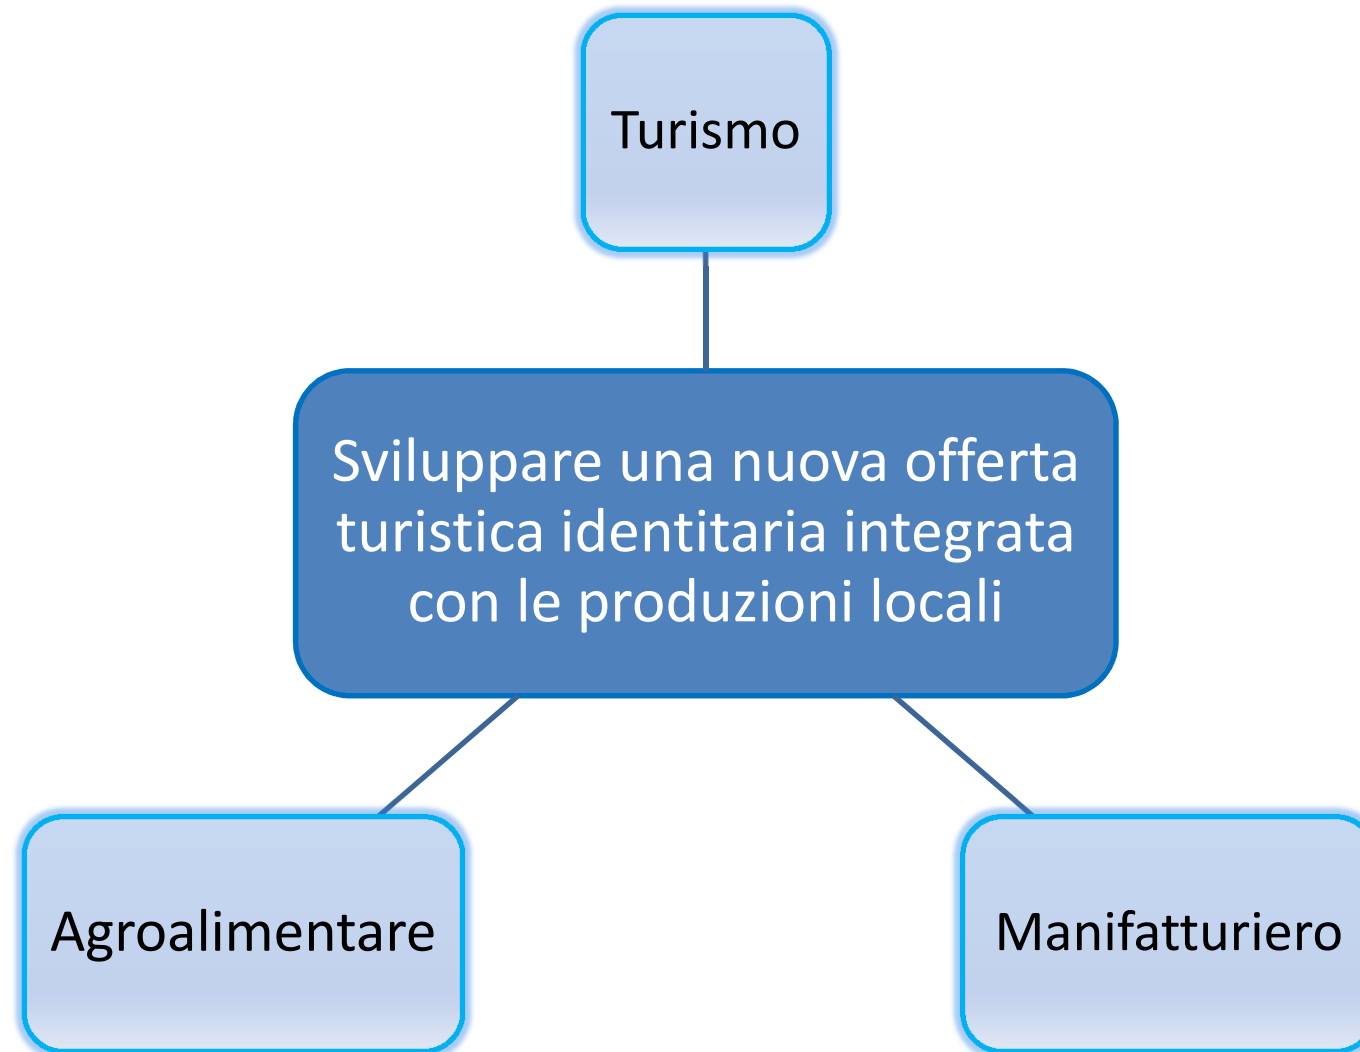 Turismo
Sviluppare una nuova offerta
turistica identitaria integrata
con le produzioni locali
Agroalimentare
Manifatturiero